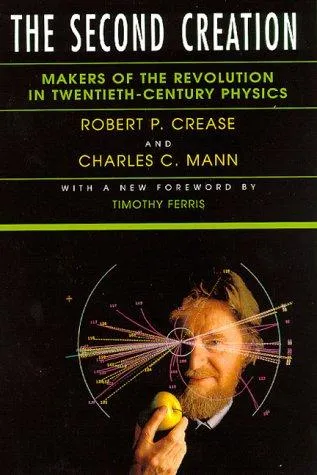 THE SECOND CREATION
MAKERS OF THE REVOLUTION
IN TWENTIETH-CENTURY PHYSICS
ROBERT P. CREASE
AND
CHARLES C. MANN
WITH A NEW FOREWORD BY
TIMOTHY FERRIS